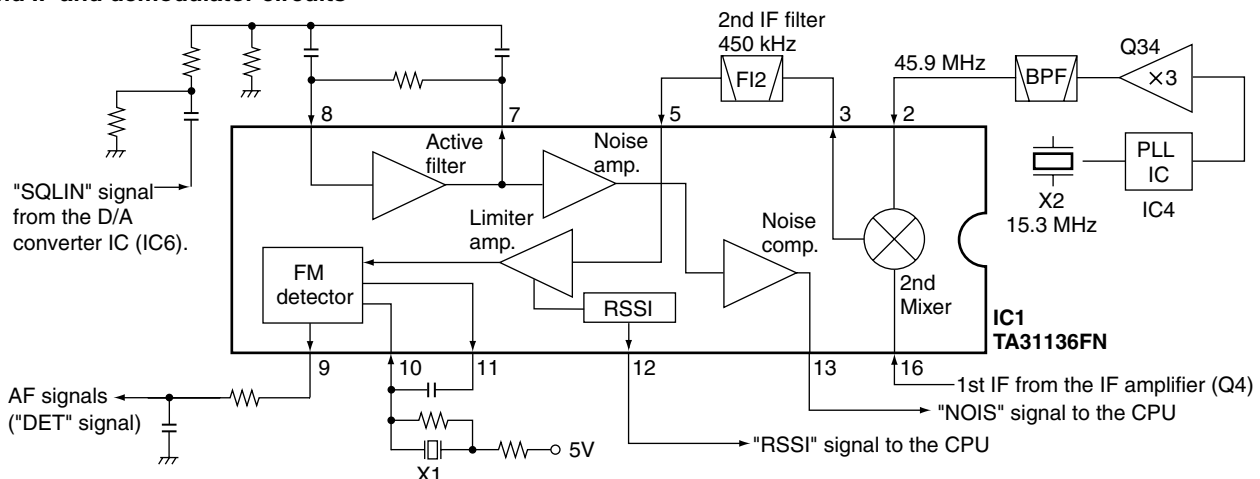 IF and demodulator circuits
2nd IF filter
450 kHz
Q34
45.9 MHz
FI2
BPF
×3
8
7
5
3
2
Active
filter
Noise
amp.
PLL
IC
IC4
X2
15.3 MHz
"SQLIN" signal
from the D/A
converter IC (IC6).
Limiter
amp.
Noise
comp.
FM
detector
RSSI
2nd
Mixer
IC1
TA31136FN
9
10
11
12
13
16
AF signals
("DET" signal)
1st IF from the IF amplifier (Q4)
"NOIS" signal to the CPU
"RSSI" signal to the CPU
5V
X1